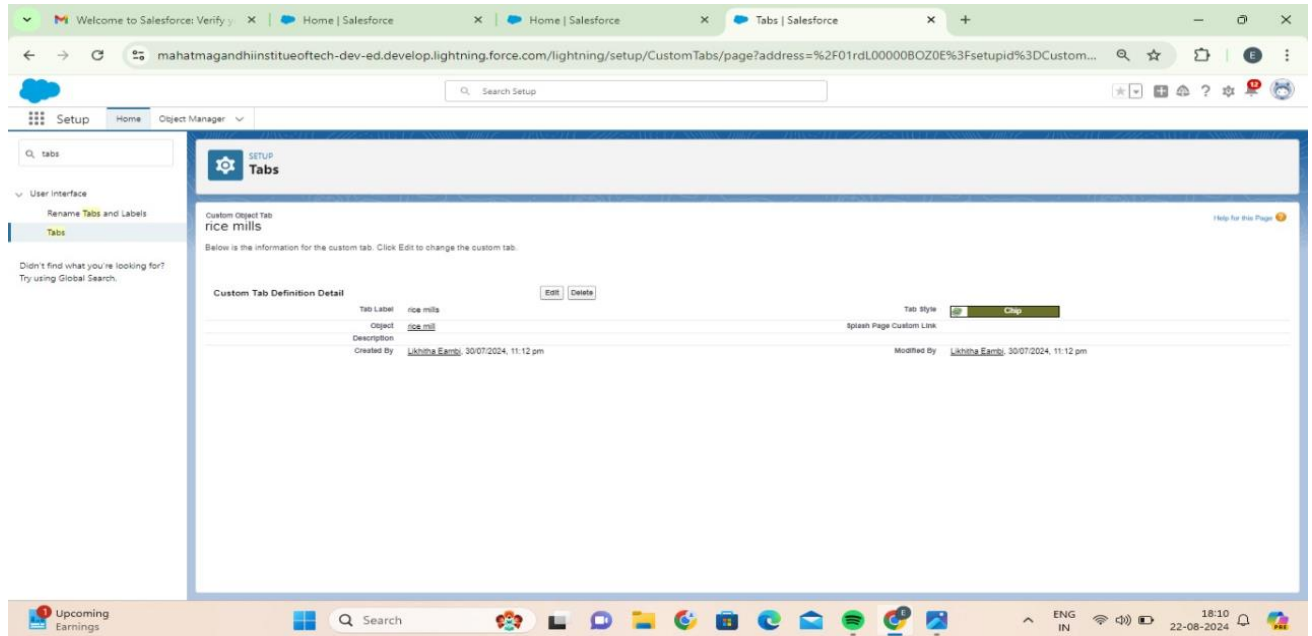 Welcome to Salesforce: Verify y
Home | Salesforce
Home | Salesforce
Tabs | Salesforce
mahatmagandhiinstitueoftech-dev-ed.develop.lightning.force.com/lightning/setup/CustomTabs/page?address=%2F01rdL00000BOZ0E%3Fsetupid%3DCustom...
E
Search Setup
12
Setup
Home
Object Manager
tabs
SETUP
Tabs
User Interface
Rename Tabs and Labels
Tabs
Didn't find what you're looking for?
Try using Global Search.
Custom Object Tab
rice mills
Help for this Page
Below is the information for the custom tab. Click Edit to change the custom tab.
Custom Tab Definition Detail
Edit Delete
Tab Label rice mills
Tab Style Chip
Object rice mill
Splash Page Custom Link
Description
Created By Likhitha Eambi, 30/07/2024, 11:12 pm
Modified By Likhitha Eambi, 30/07/2024, 11:12 pm
1
Upcoming
Earnings
Search
E
ENG
IN
18:10
22-08-2024
PRE